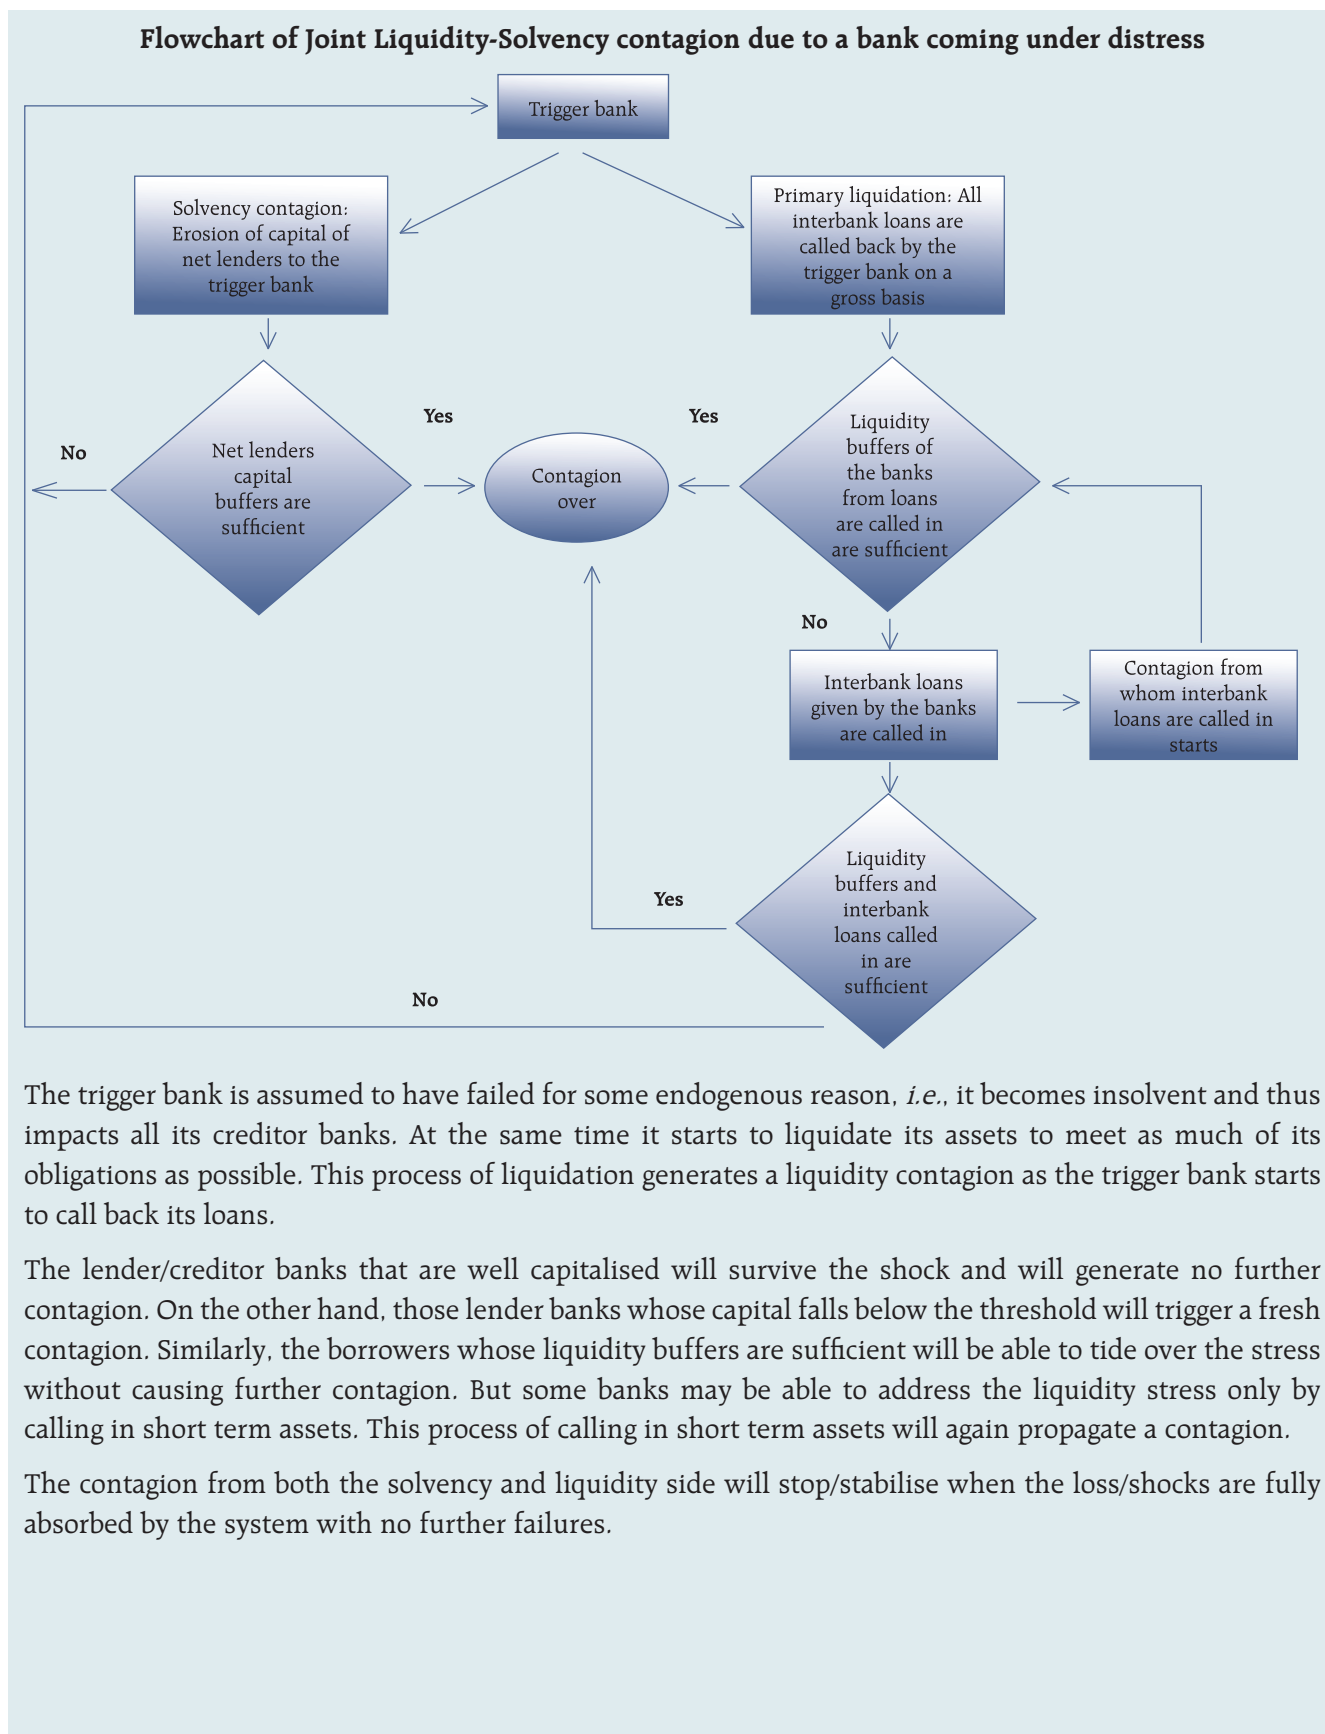 Flowchart of Joint Liquidity-Solvency contagion due to a bank coming under distress
Trigger bank
Solvency contagion:
Erosion of capital of
net lenders to the
trigger bank
Primary liquidation: All
interbank loans are
called back by the
trigger bank on a
gross basis
No
Net lenders
capital
buffers are
sufficient
Yes
Contagion
over
Yes
Liquidity
buffers of
the banks
from loans
are called in
are sufficient
No
Interbank loans
given by the banks
are called in
Contagion from
whom interbank
loans are called in
starts
Liquidity
buffers and
interbank
loans called
in are
sufficient
Yes
No
The trigger bank is assumed to have failed for some endogenous reason, i.e., it becomes insolvent and thus
impacts all its creditor banks. At the same time it starts to liquidate its assets to meet as much of its
obligations as possible. This process of liquidation generates a liquidity contagion as the trigger bank starts
to call back its loans.
The lender/creditor banks that are well capitalised will survive the shock and will generate no further
contagion. On the other hand, those lender banks whose capital falls below the threshold will trigger a fresh
contagion. Similarly, the borrowers whose liquidity buffers are sufficient will be able to tide over the stress
without causing further contagion. But some banks may be able to address the liquidity stress only by
calling in short term assets. This process of calling in short term assets will again propagate a contagion.
The contagion from both the solvency and liquidity side will stop/stabilise when the loss/shocks are fully
absorbed by the system with no further failures.